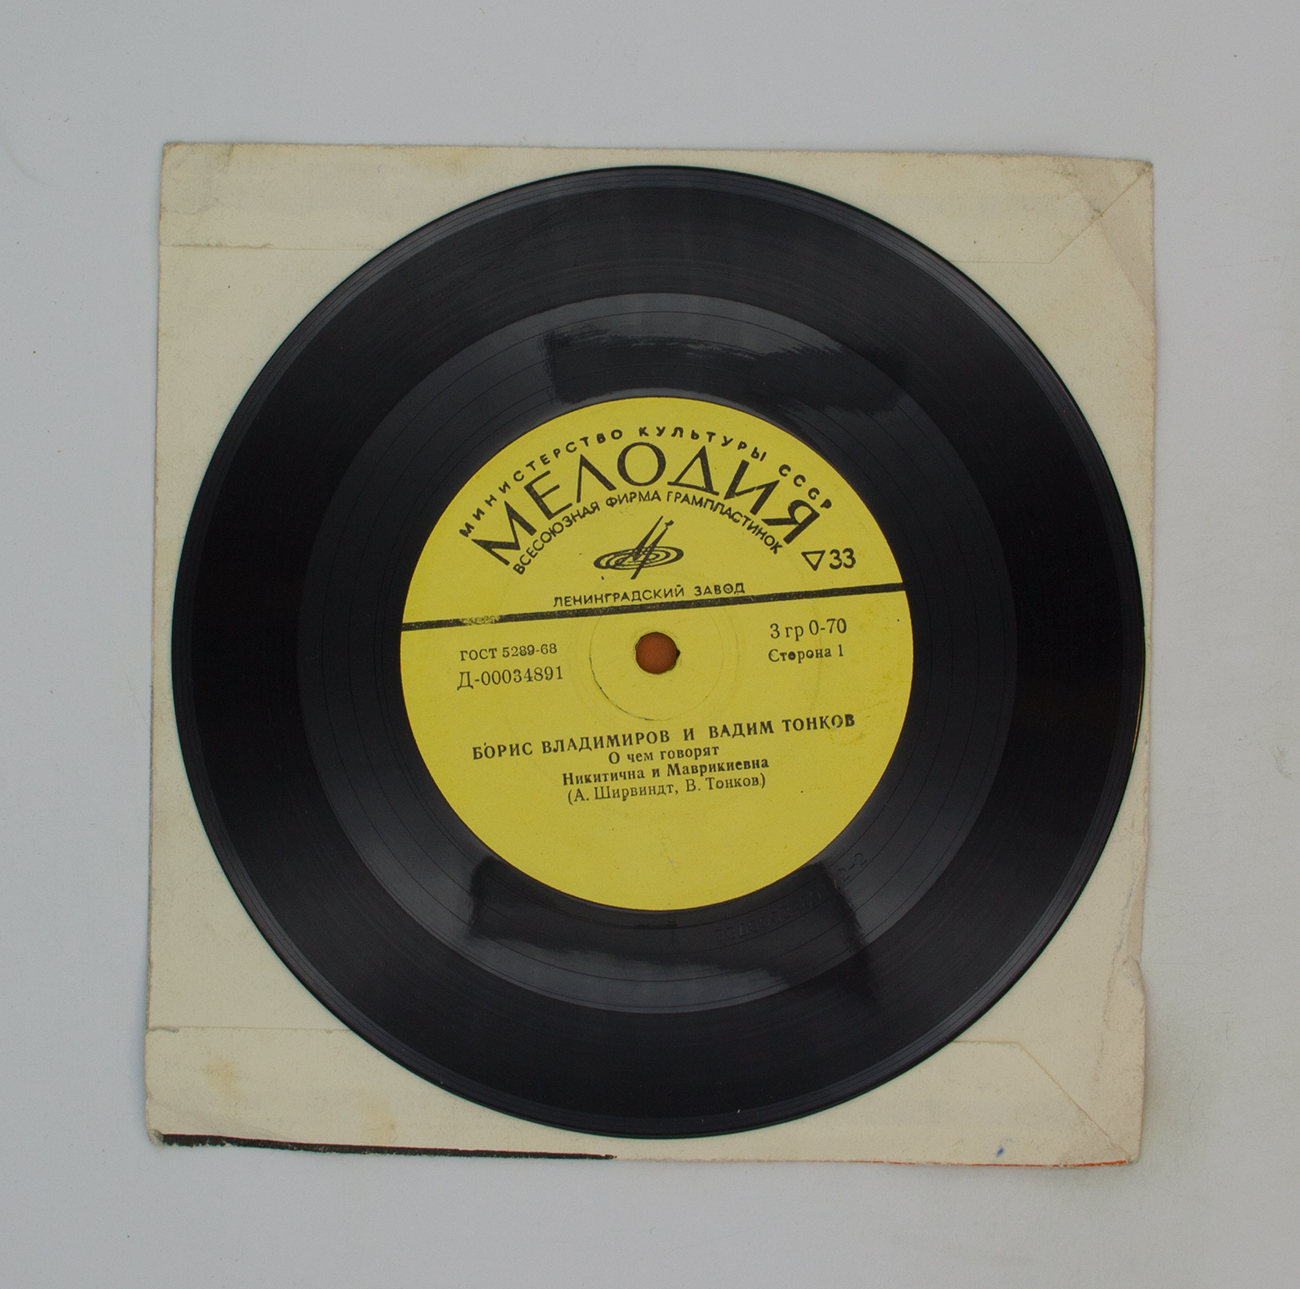 МИНИСТЕРСТВО КУЛЬТУРЫ СССР
МЕЛОДИЯ
ВСЕСОЮЗНАЯ ФИРМА ГРАМПЛАСТИНОК
▽33
ЛЕНИНГРАДСКИЙ ЗАВОД
ГОСТ 5289-68
Д-00034891
3 гр 0-70
Сторона 1
БОРИС ВЛАДИМИРОВ И ВАДИМ ТОНКОВ
О чем говорят
Никитична и Маврикиевна
(А. Ширвиндт, В. Тонков)